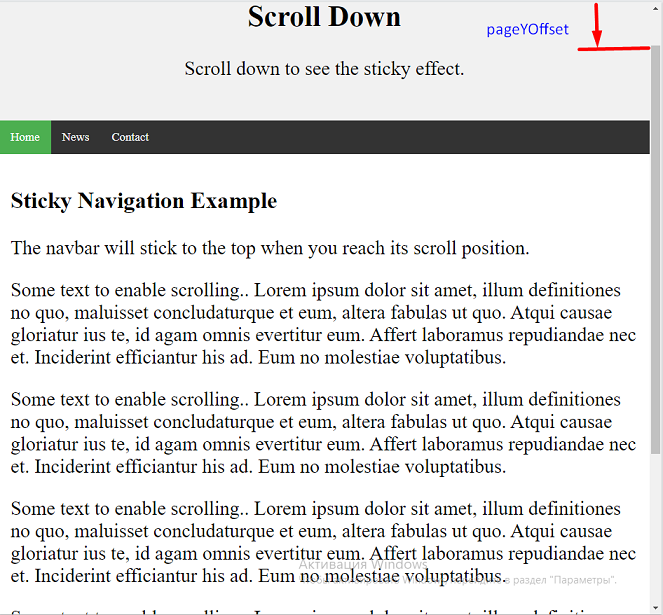 Scroll Down
pageYOffset
Scroll down to see the sticky effect.
Home News Contact
Sticky Navigation Example
The navbar will stick to the top when you reach its scroll position.
Some text to enable scrolling.. Lorem ipsum dolor sit amet, illum definitiones
no quo, maluisset concludaturque et eum, altera fabulas ut quo. Atqui causae
gloriatur ius te, id agam omnis evertitur eum. Affert laboramus repudiandae nec
et. Inciderint efficiantur his ad. Eum no molestiae voluptatibus.
Some text to enable scrolling.. Lorem ipsum dolor sit amet, illum definitiones
no quo, maluisset concludaturque et eum, altera fabulas ut quo. Atqui causae
gloriatur ius te, id agam omnis evertitur eum. Affert laboramus repudiandae nec
et. Inciderint efficiantur his ad. Eum no molestiae voluptatibus.
Some text to enable scrolling.. Lorem ipsum dolor sit amet, illum definitiones
no quo, maluisset concludaturque et eum, altera fabulas ut quo. Atqui causae
gloriatur ius te, id agam omnis evertitur eum. Affert laboramus repudiandae nec
Активация Windows
et. Inciderint efficiantur his ad. Eum no molestiae voluptatibus.
в раздел "Параметры".